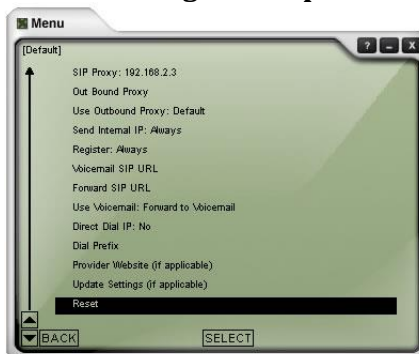 Menu
? - X
[Default]
SIP Proxy: 192.168.2.3
Out Bound Proxy
Use Outbound Proxy: Default
Send Internal IP: Always
Register: Always
Voicemail SIP URL
Forward SIP URL
Use Voicemail: Forward to Voicemail
Direct Dial IP: No
Dial Prefix
Provider Website (if applicable)
Update Settings (if applicable)
Reset
BACK SELECT